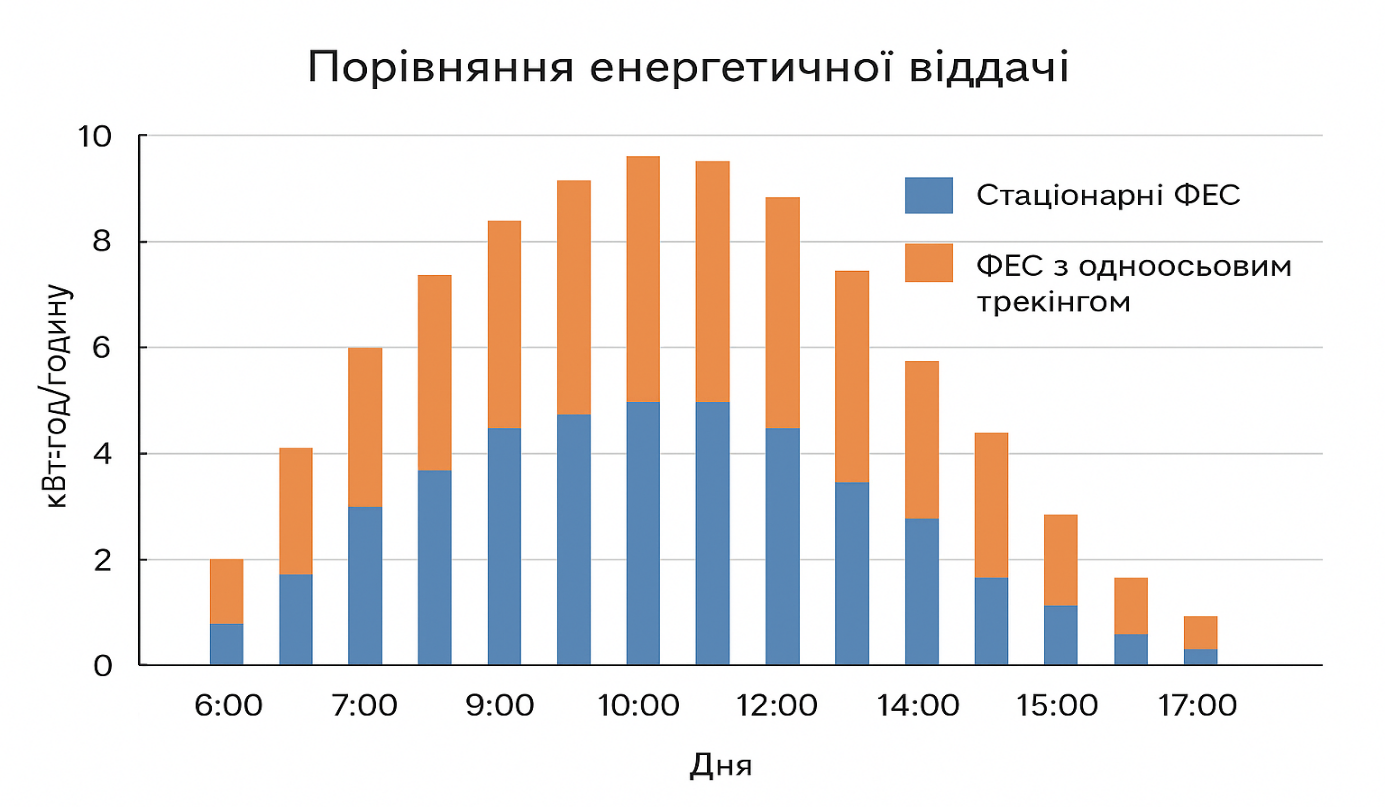 Порівняння енергетичної віддачі
10
8
6
4
2
0
кВт=год/годину
Стаціонарні ФЕС
ФЕС з одноосьовим
трекінгом
6:00 7:00 9:00 10:00 12:00 14:00 15:00 17:00
Дня